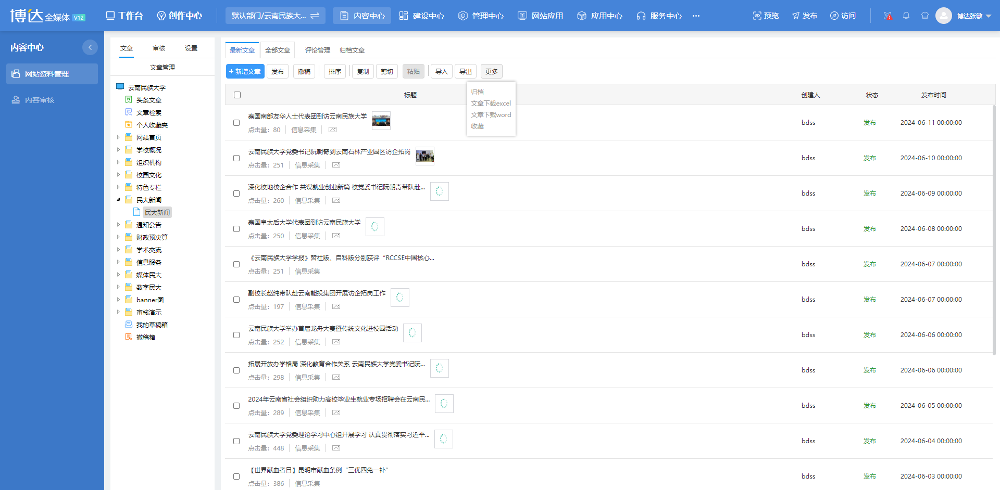 博达全媒体 V12 工作台 创作中心 默认部门/云南民族大... 内容中心 建设中心 管理中心 网站应用 应用中心 服务中心 ··· 预览 发布 访问 博达张敏
内容中心
网站资料管理
内容审核
文章 审核 设置
文章管理
云南民族大学
头条文章
文章检索
个人收藏夹
网站首页
学校概况
组织机构
校园文化
特色专栏
民大新闻
民大新闻
通知公告
财政预决算
学术交流
信息服务
媒体民大
数字民大
banner图
审核演示
我的草稿箱
撤稿箱
最新文章 全部文章 评论管理 归档文章
+ 新增文章 发布 撤稿 排序 复制 剪切 粘贴 导入 导出 更多
归档
文章下载excel
文章下载word
收藏
标题 创建人 状态 发布时间
泰国南部友华人士代表团到访云南民族大学
点击量：80 信息采集
bdss 发布 2024-06-11 00:00:00
云南民族大学党委书记阮朝奇到云南石林产业园区访企拓岗
点击量：251 信息采集
bdss 发布 2024-06-10 00:00:00
深化校地校企合作 共谋就业创业新篇 校党委书记阮朝奇带队赴...
点击量：260 信息采集
bdss 发布 2024-06-09 00:00:00
泰国皇太后大学代表团到访云南民族大学
点击量：250 信息采集
bdss 发布 2024-06-08 00:00:00
《云南民族大学学报》哲社版、自科版分别获评“RCCSE中国核心...
点击量：251 信息采集
bdss 发布 2024-06-07 00:00:00
副校长赵纯带队赴云南能投集团开展访企拓岗工作
点击量：197 信息采集
bdss 发布 2024-06-07 00:00:00
云南民族大学举办首届龙舟大赛暨传统文化进校园活动
点击量：252 信息采集
bdss 发布 2024-06-06 00:00:00
拓展开放办学格局 深化教育合作关系 云南民族大学党委书记阮...
点击量：298 信息采集
bdss 发布 2024-06-06 00:00:00
2024年云南省社会组织助力高校毕业生就业专场招聘会在云南民...
点击量：289 信息采集
bdss 发布 2024-06-05 00:00:00
云南民族大学党委理论学习中心组开展学习 认真贯彻落实习近平...
点击量：448 信息采集
bdss 发布 2024-06-04 00:00:00
【世界献血者日】昆明市献血条例“三优四免一补”
点击量：386 信息采集
bdss 发布 2024-06-03 00:00:00